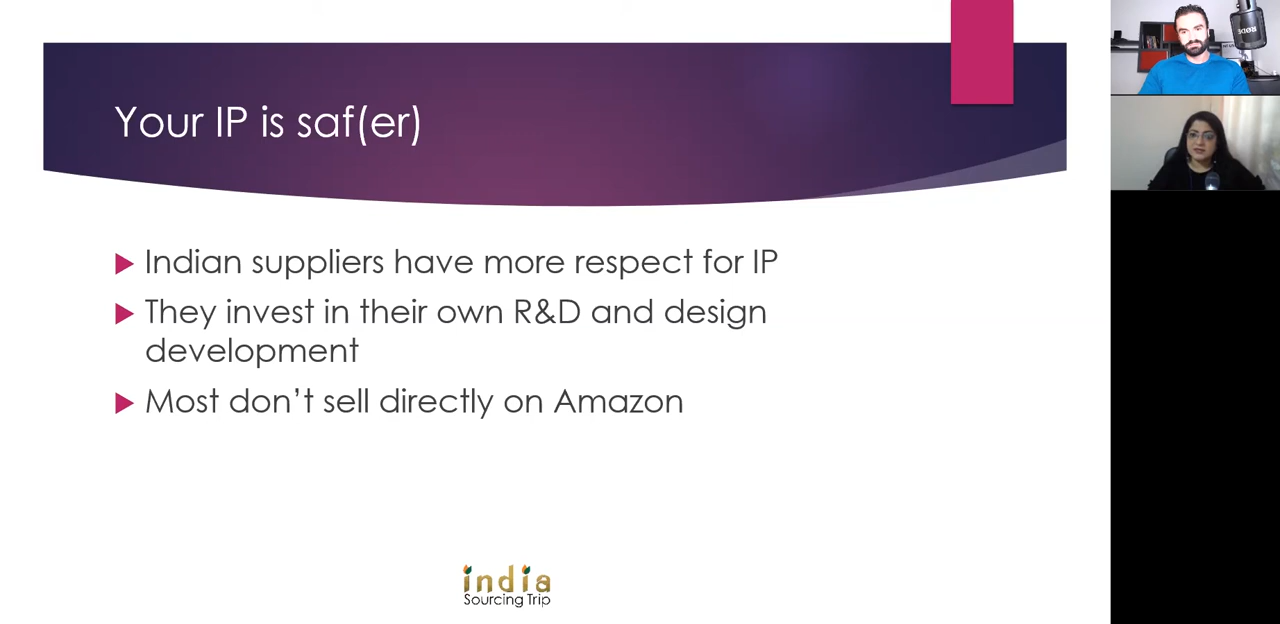 Your IP is saf(er)
Indian suppliers have more respect for IP
They invest in their own R&D and design
development
Most don't sell directly on Amazon
india
Sourcing Trip
RØDE